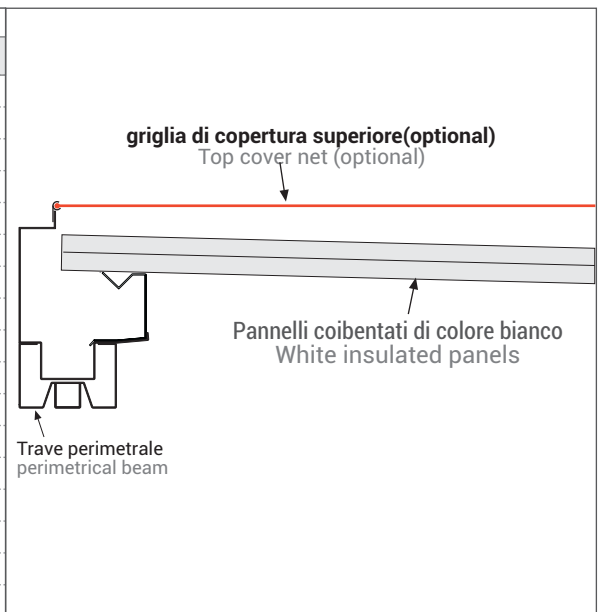 griglia di copertura superiore(optional)
Top cover net (optional)
Pannelli coibentati di colore bianco
White insulated panels
Trave perimetrale
perimetrical beam